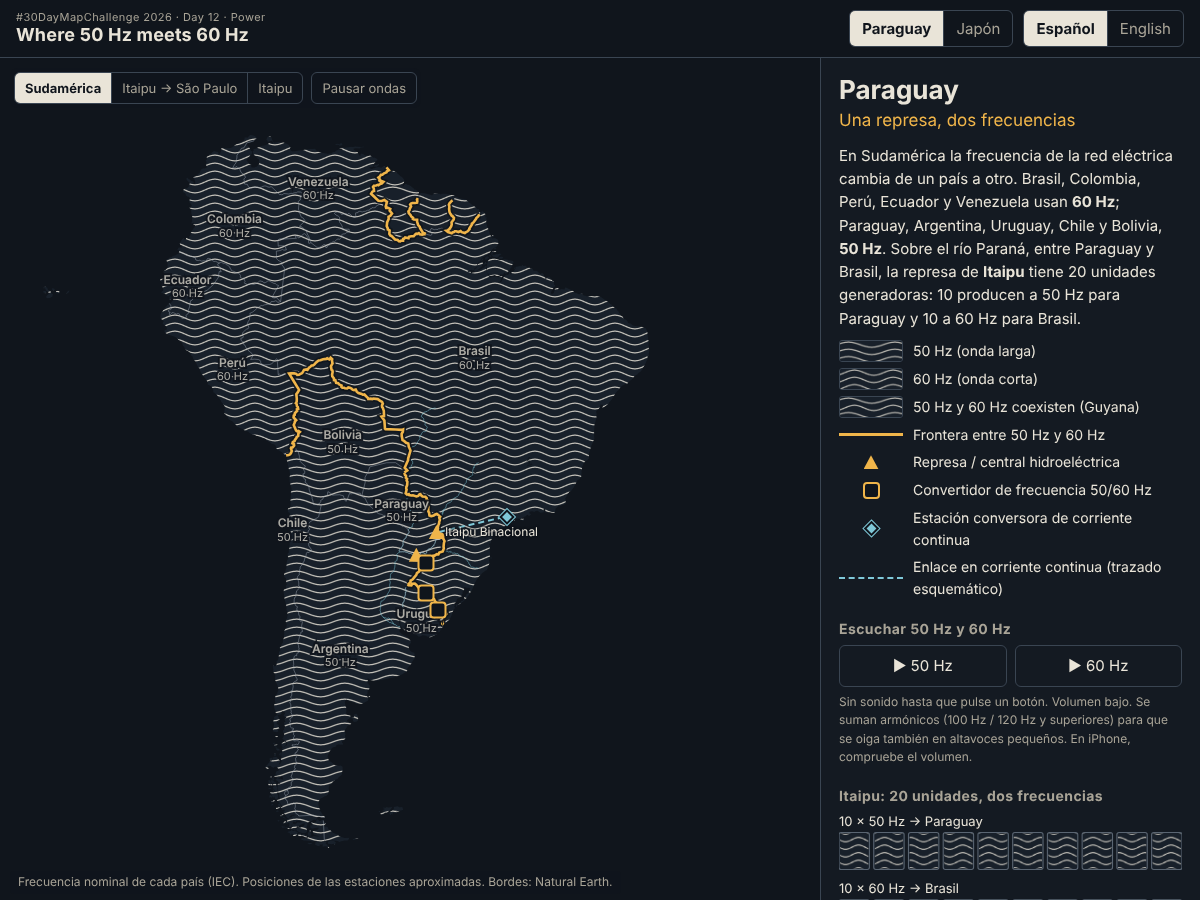 #30DayMapChallenge 2026 · Day 12 · Power
Where 50 Hz meets 60 Hz
Paraguay
Japón
Español
English
Sudamérica
Itaipu → São Paulo
Itaipu
Pausar ondas
Venezuela
60 Hz
Colombia
60 Hz
Ecuador
60 Hz
Perú
60 Hz
Brasil
60 Hz
Bolivia
50 Hz
Paraguay
50 Hz
Chile
50 Hz
Itaipu Binacional
50 Hz
Argentina
50 Hz
Frecuencia nominal de cada país (IEC). Posiciones de las estaciones aproximadas. Bordes: Natural Earth.
Paraguay
Una represa, dos frecuencias
En Sudamérica la frecuencia de la red eléctrica
cambia de un país a otro. Brasil, Colombia,
Perú, Ecuador y Venezuela usan 60 Hz;
Paraguay, Argentina, Uruguay, Chile y Bolivia,
50 Hz. Sobre el río Paraná, entre Paraguay y
Brasil, la represa de Itaipu tiene 20 unidades
generadoras: 10 producen a 50 Hz para
Paraguay y 10 a 60 Hz para Brasil.
50 Hz (onda larga)
60 Hz (onda corta)
50 Hz y 60 Hz coexisten (Guyana)
Frontera entre 50 Hz y 60 Hz
Represa / central hidroeléctrica
Convertidor de frecuencia 50/60 Hz
Estación conversora de corriente
continua
Enlace en corriente continua (trazado
esquemático)
Escuchar 50 Hz y 60 Hz
▶ 50 Hz
▶ 60 Hz
Sin sonido hasta que pulse un botón. Volumen bajo. Se
suman armónicos (100 Hz / 120 Hz y superiores) para que
se oiga también en altavoces pequeños. En iPhone,
compruebe el volumen.
Itaipu: 20 unidades, dos frecuencias
10 × 50 Hz → Paraguay
10 × 60 Hz → Brasil